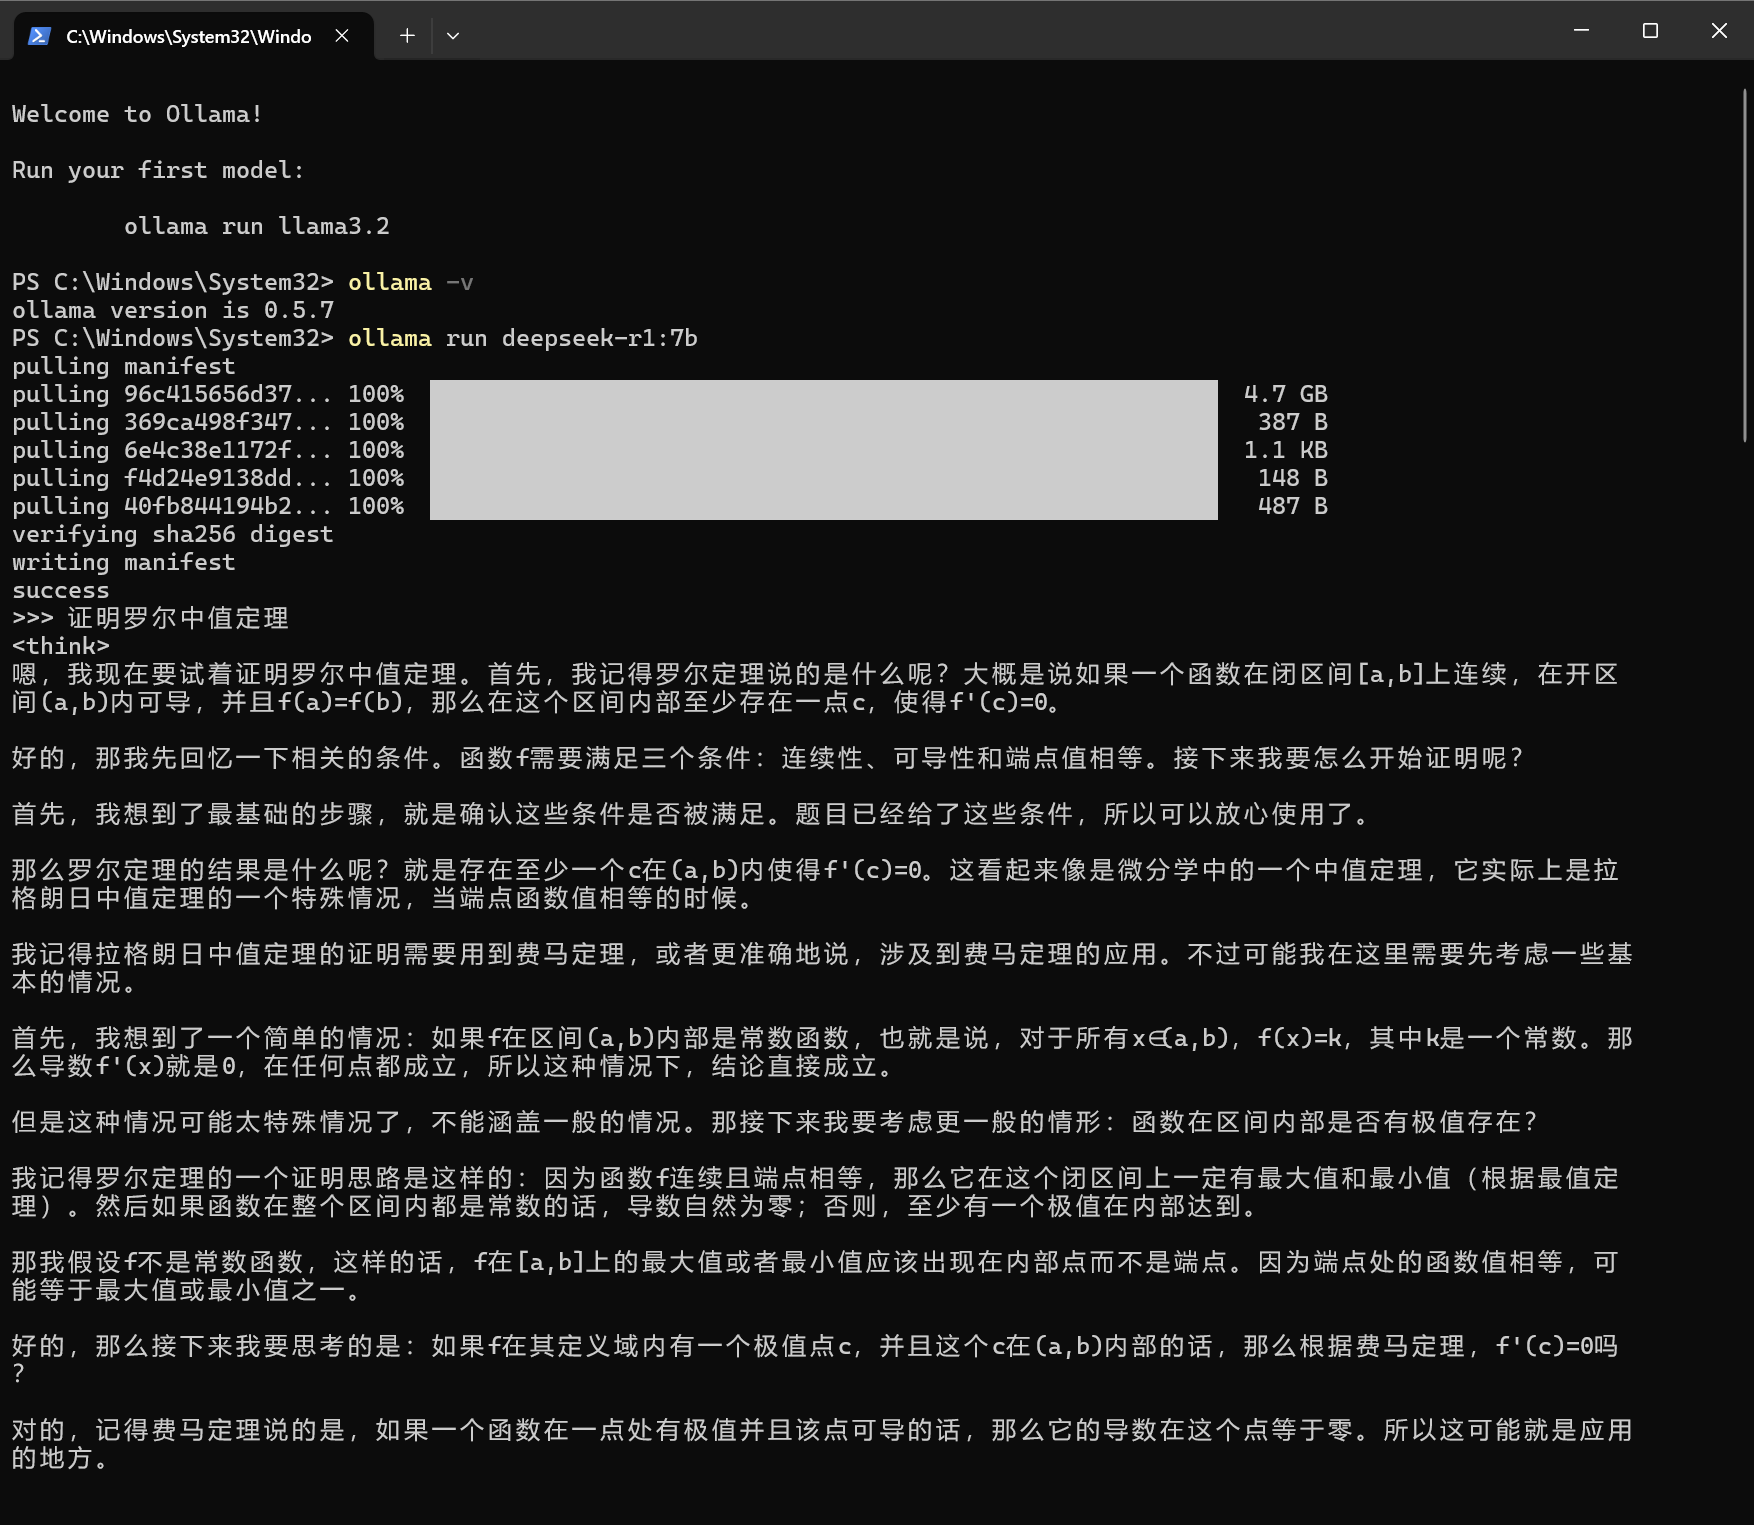 C:\Windows\System32\Windo
Welcome to Ollama!
Run your first model:
ollama run llama3.2
PS C:\Windows\System32> ollama -v
ollama version is 0.5.7
PS C:\Windows\System32> ollama run deepseek-r1:7b
pulling manifest
pulling 96c415656d37... 100% 4.7 GB
pulling 369ca498f347... 100% 387 B
pulling 6e4c38e1172f... 100% 1.1 KB
pulling f4d24e9138dd... 100% 148 B
pulling 40fb844194b2... 100% 487 B
verifying sha256 digest
writing manifest
success
>>> 证明罗尔中值定理
<think>
嗯，我现在要试着证明罗尔中值定理。首先，我记得罗尔定理说的是什么呢？大概是说如果一个函数在闭区间[a,b]上连续，在开区
间(a,b)内可导，并且f(a)=f(b)，那么在这个区间内部至少存在一点c，使得f'(c)=0。
好的，那我先回忆一下相关的条件。函数f需要满足三个条件：连续性、可导性和端点值相等。接下来我要怎么开始证明呢？
首先，我想到了最基础的步骤，就是确认这些条件是否被满足。题目已经给了这些条件，所以可以放心使用了。
那么罗尔定理的结果是什么呢？就是存在至少一个c在(a,b)内使得f'(c)=0。这看起来像是微分学中的一个中值定理，它实际上是拉
格朗日中值定理的一个特殊情况，当端点函数值相等的时候。
我记得拉格朗日中值定理的证明需要用到费马定理，或者更准确地说，涉及到费马定理的应用。不过可能我在这里需要先考虑一些基
本的情况。
首先，我想到了一个简单的情况：如果f在区间(a,b)内部是常数函数，也就是说，对于所有x∈(a,b)，f(x)=k，其中k是一个常数。那
么导数f'(x)就是0，在任何点都成立，所以这种情况下，结论直接成立。
但是这种情况可能太特殊情况了，不能涵盖一般的情况。那接下来我要考虑更一般的情形：函数在区间内部是否有极值存在？
我记得罗尔定理的一个证明思路是这样的：因为函数f连续且端点相等，那么它在这个闭区间上一定有最大值和最小值（根据最值定
理）。然后如果函数在整个区间内都是常数的话，导数自然为零；否则，至少有一个极值在内部达到。
那我假设f不是常数函数，这样的话，f在[a,b]上的最大值或者最小值应该出现在内部点而不是端点。因为端点处的函数值相等，可
能等于最大值或最小值之一。
好的，那么接下来我要思考的是：如果f在其定义域内有一个极值点c，并且这个c在(a,b)内部的话，那么根据费马定理，f'(c)=0吗
？
对的，记得费马定理说的是，如果一个函数在一点处有极值并且该点可导的话，那么它的导数在这个点等于零。所以这可能就是应用
的地方。